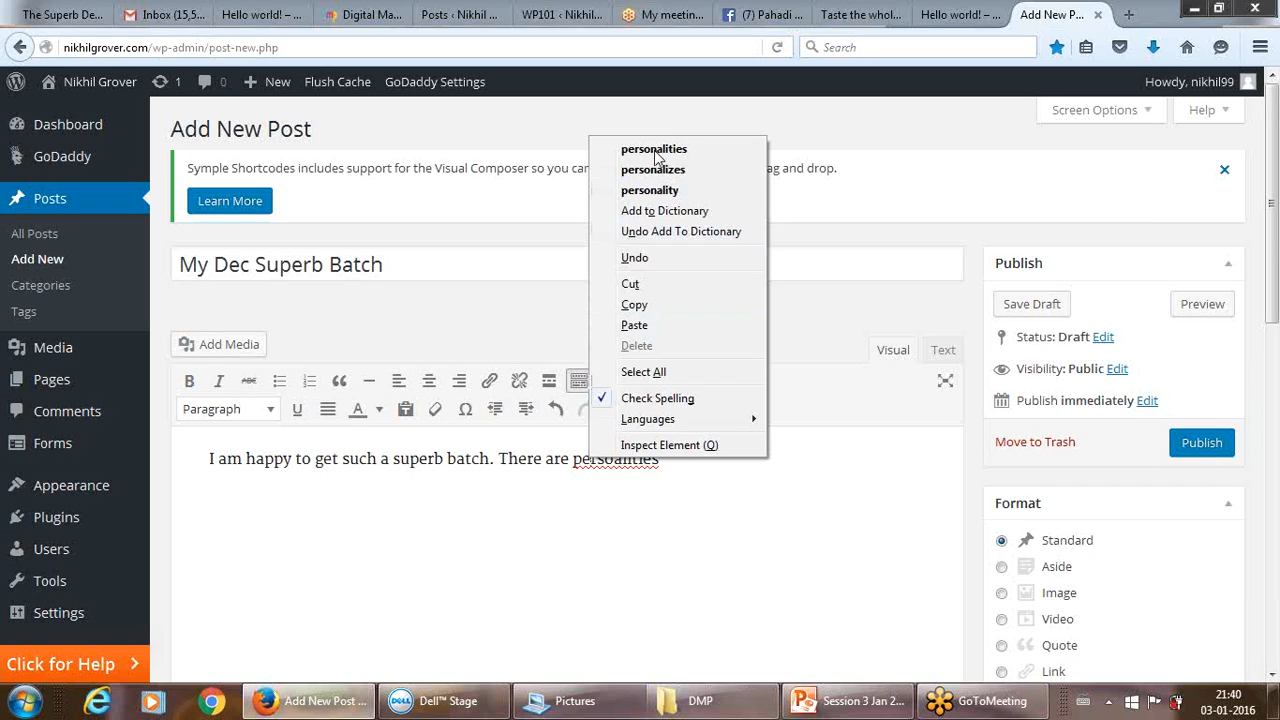 The Superb De...
Inbox (15,5...
Hello world! – ...
Digital Ma...
Posts ‹ Nikhil ...
WP101 ‹ Nikhil...
My meetin...
(7) Pahadi ...
Taste the whol...
Hello world! – ...
Add New P...
nikhilgrover.com/wp-admin/post-new.php
Search
Nikhil Grover
1
0
New
Flush Cache
GoDaddy Settings
Howdy, nikhil99
Dashboard
GoDaddy
Posts
All Posts
Add New
Categories
Tags
Media
Pages
Comments
Forms
Appearance
Plugins
Users
Tools
Settings
Click for Help
Screen Options
Help
Add New Post
Symple Shortcodes includes support for the Visual Composer so you can
ag and drop.
Learn More
My Dec Superb Batch
Add Media
Visual
Text
B I ABC
Paragraph
U A
I am happy to get such a superb batch. There are persoalities
personalities
personalizes
personality
Add to Dictionary
Undo Add To Dictionary
Undo
Cut
Copy
Paste
Delete
Select All
Check Spelling
Languages
Inspect Element (Q)
Publish
Save Draft
Preview
Status: Draft Edit
Visibility: Public Edit
Publish immediately Edit
Move to Trash
Publish
Format
Standard
Aside
Image
Video
Quote
Link
Add New Post ...
Dell™ Stage
Pictures
DMP
Session 3 Jan 2...
GoToMeeting
21:40
03-01-2016